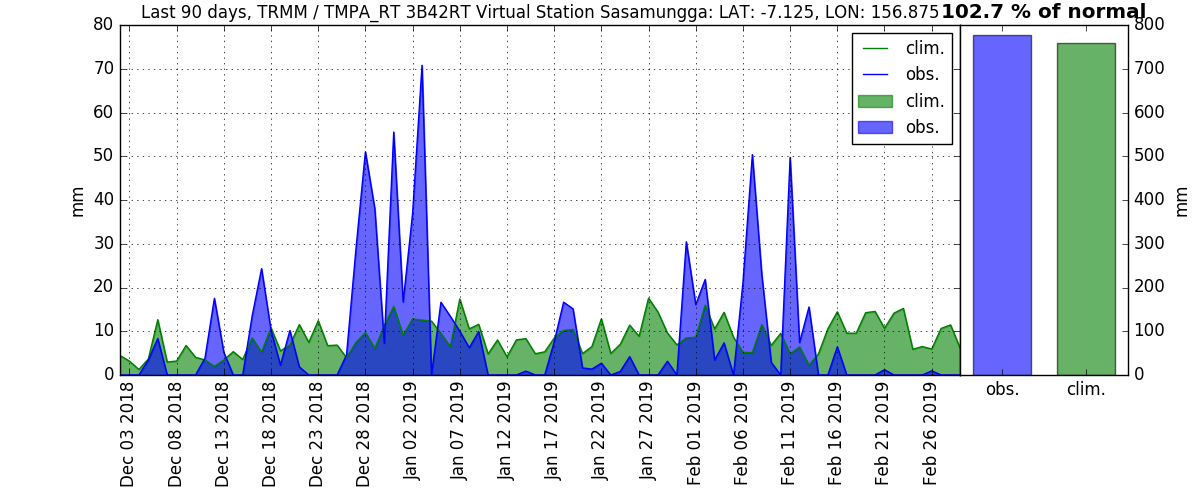 Last 90 days, TRMM / TMPA_RT 3B42RT Virtual Station Sasamungga: LAT: -7.125, LON: 156.875
102.7 % of normal
80
70
60
50
40
30
20
10
0
mm
clim.
obs.
clim.
obs.
Dec 03 2018
Dec 08 2018
Dec 13 2018
Dec 18 2018
Dec 23 2018
Dec 28 2018
Jan 02 2019
Jan 07 2019
Jan 12 2019
Jan 17 2019
Jan 22 2019
Jan 27 2019
Feb 01 2019
Feb 06 2019
Feb 11 2019
Feb 16 2019
Feb 21 2019
Feb 26 2019
800
700
600
500
400
300
200
100
0
mm
obs.
clim.